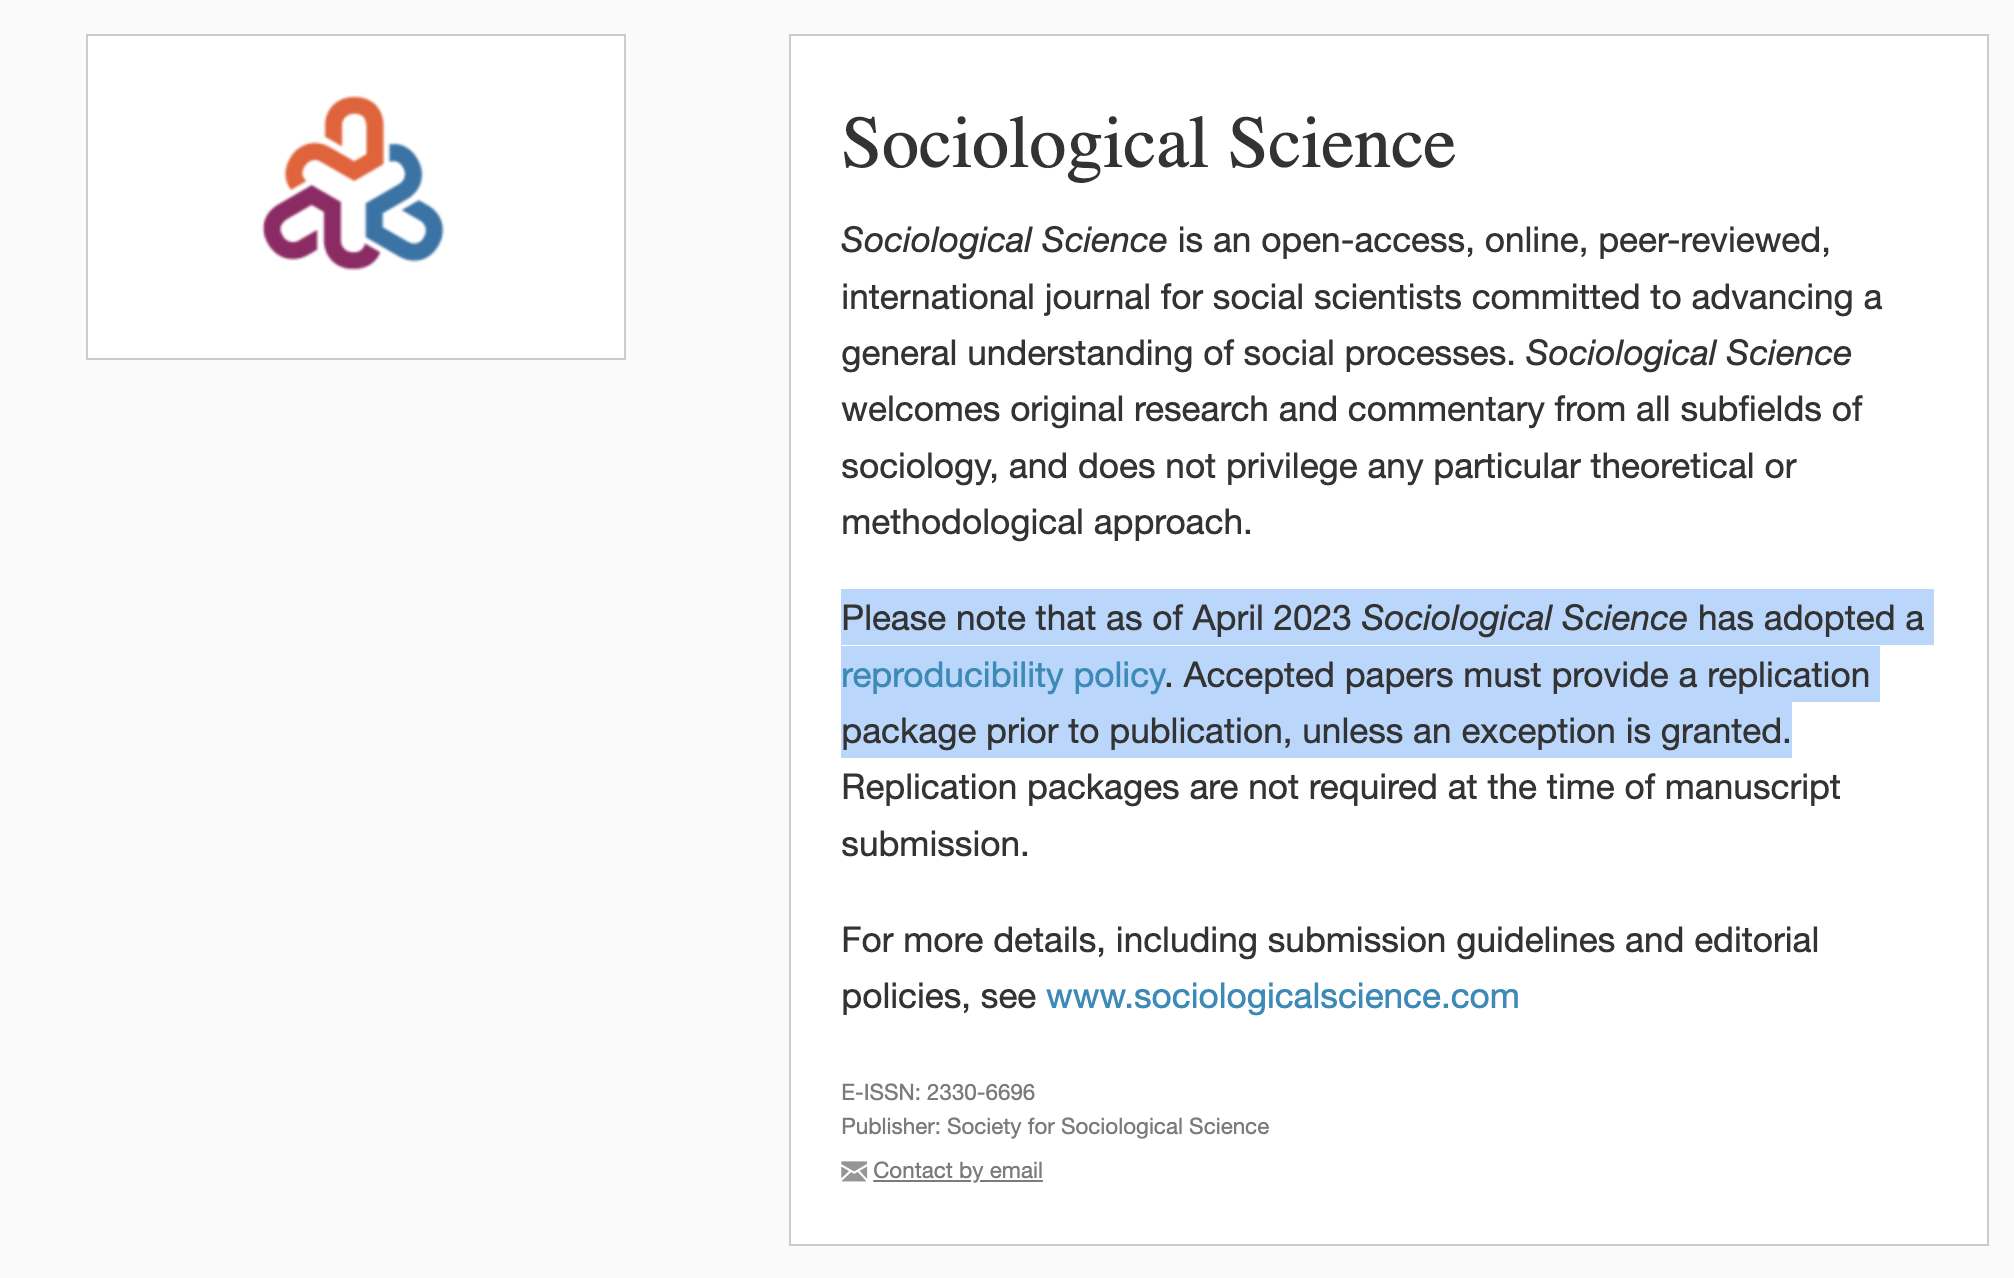 Sociological Science
Sociological Science is an open-access, online, peer-reviewed,
international journal for social scientists committed to advancing a
general understanding of social processes. Sociological Science
welcomes original research and commentary from all subfields of
sociology, and does not privilege any particular theoretical or
methodological approach.
Please note that as of April 2023 Sociological Science has adopted a
reproducibility policy. Accepted papers must provide a replication
package prior to publication, unless an exception is granted.
Replication packages are not required at the time of manuscript
submission.
For more details, including submission guidelines and editorial
policies, see www.sociologicalscience.com
E-ISSN: 2330-6696
Publisher: Society for Sociological Science
Contact by email